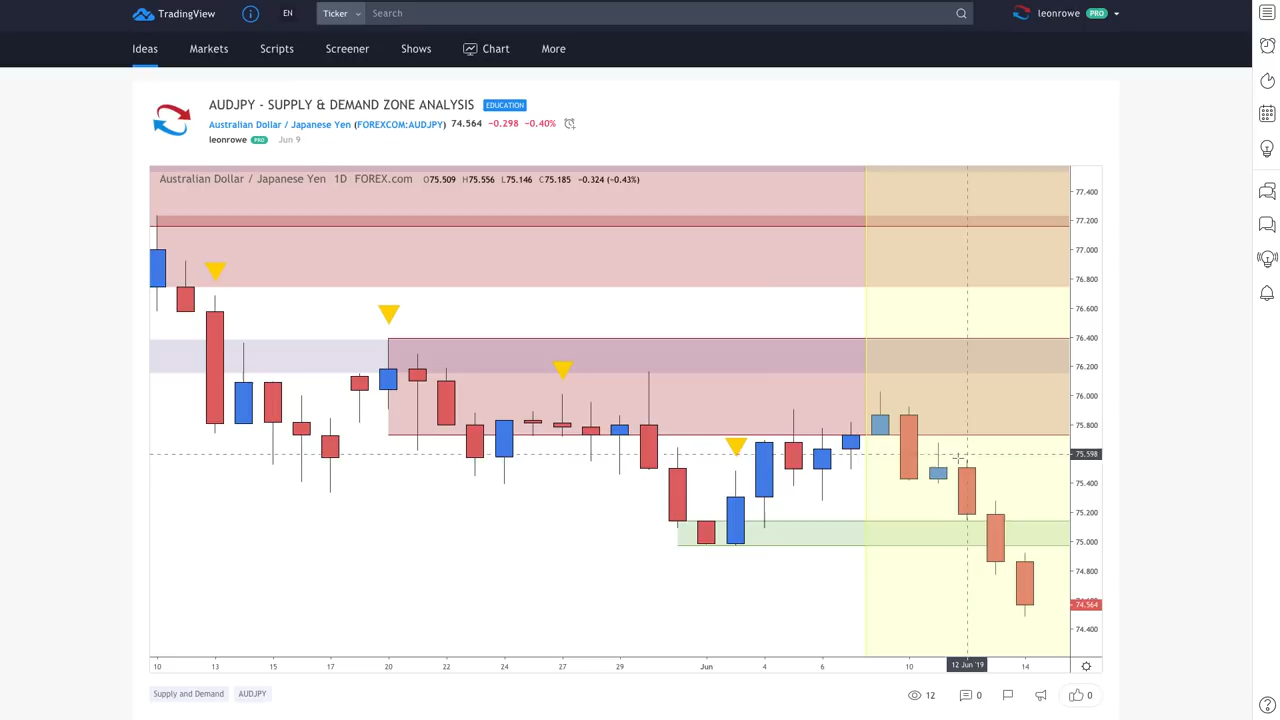 TradingView
EN
Ticker
Search
leonrowe PRO
Ideas
Markets
Scripts
Screener
Shows
Chart
More
AUDJPY - SUPPLY & DEMAND ZONE ANALYSIS EDUCATION
Australian Dollar / Japanese Yen (FOREXCOM:AUDJPY) 74.564 −0.298 −0.40%
leonrowe PRO Jun 9
Australian Dollar / Japanese Yen 1D FOREX.com O75.509 H75.556 L75.146 C75.185 −0.324 (−0.43%)
77.400
77.200
77.000
76.800
76.600
76.400
76.200
76.000
75.800
75.598
75.400
75.200
75.000
74.800
74.564
74.400
10 13 15 17 20 22 24 27 29 Jun 4 6 10 12 Jun '19 14
Supply and Demand AUDJPY
12 0 0